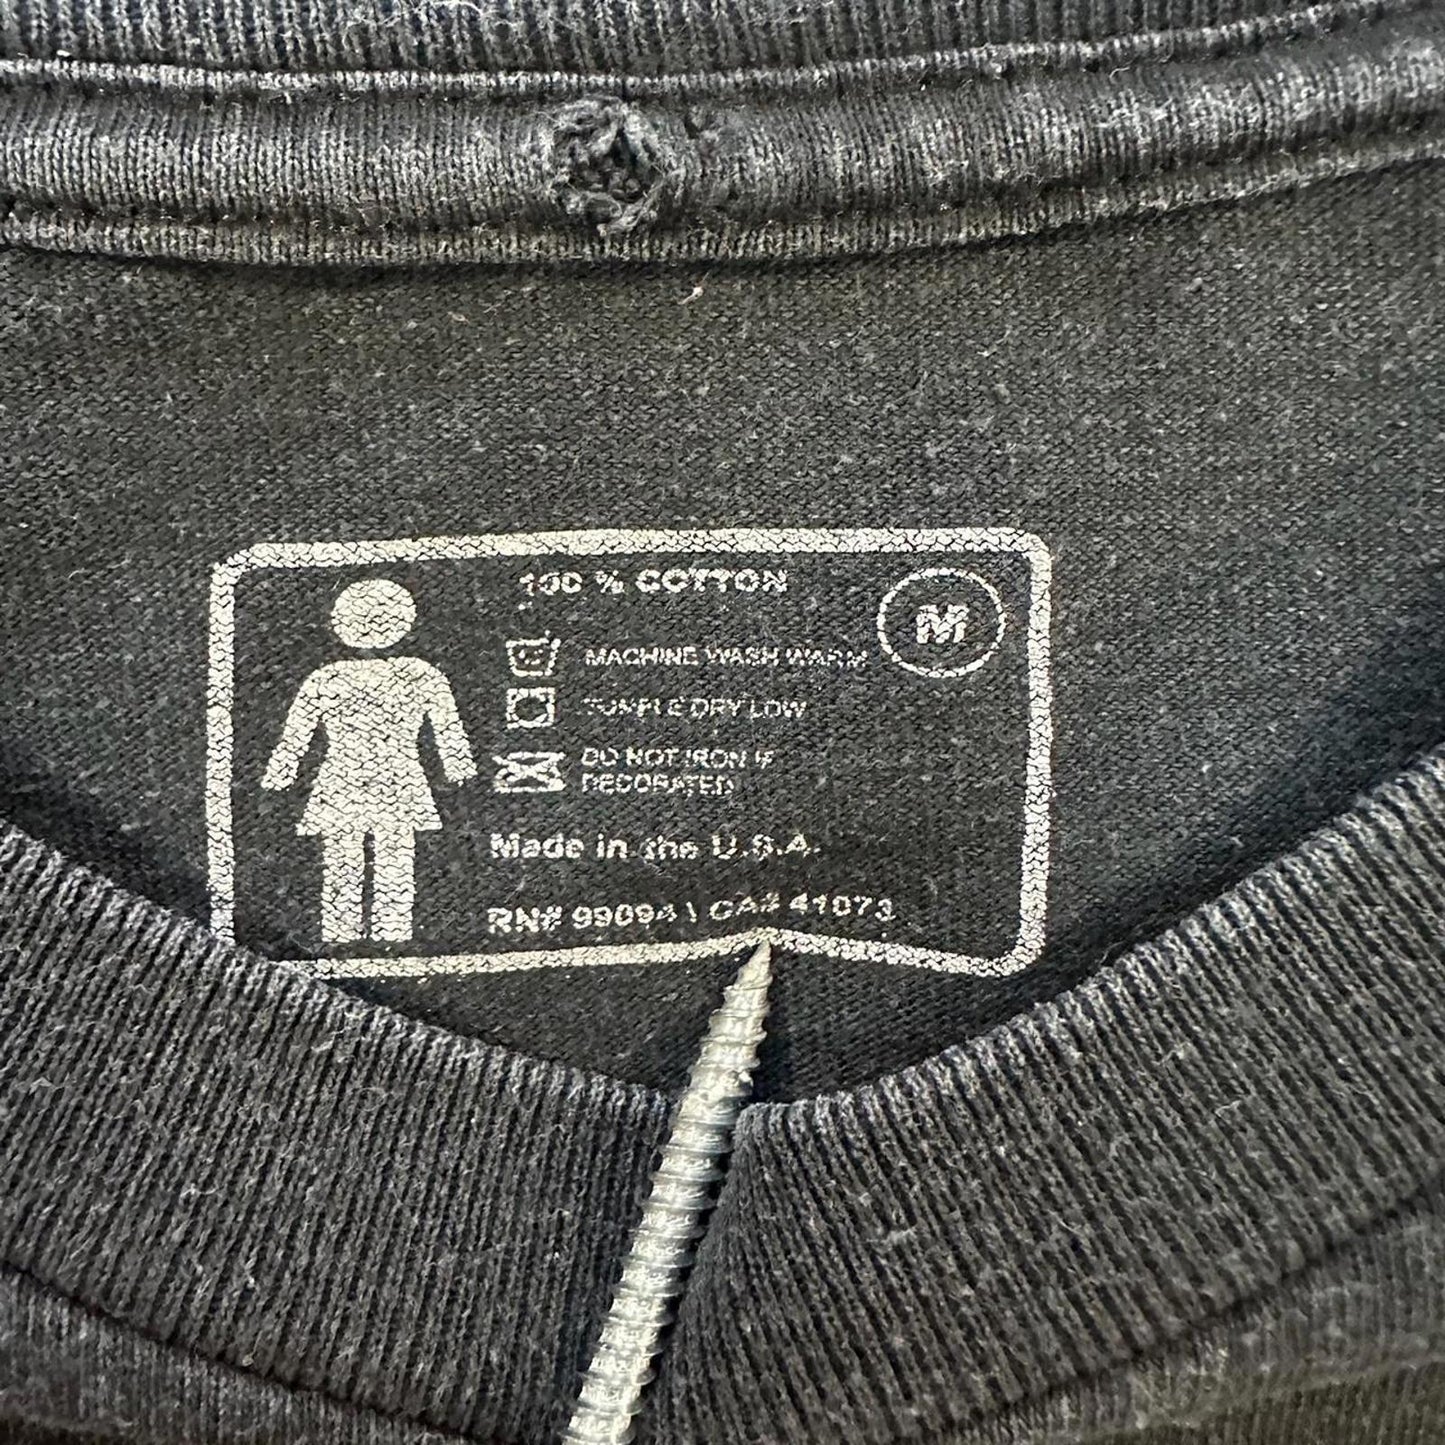 100 % COTTON
M
MACHINE WASH WARM
TUMBLE DRY LOW
DO NOT IRON IF
DECORATED
Made in the U.S.A.
RN# 99094 \ CA# 41073